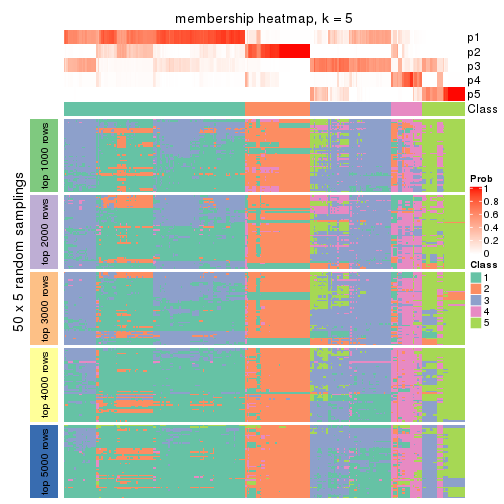 membership heatmap, k = 5
p1
p2
p3
p4
p5
Class
50 x 5 random samplings
top 1000 rows
top 2000 rows
top 3000 rows
top 4000 rows
top 5000 rows
Prob
1
0.8
0.6
0.4
0.2
0
Class
1
2
3
4
5